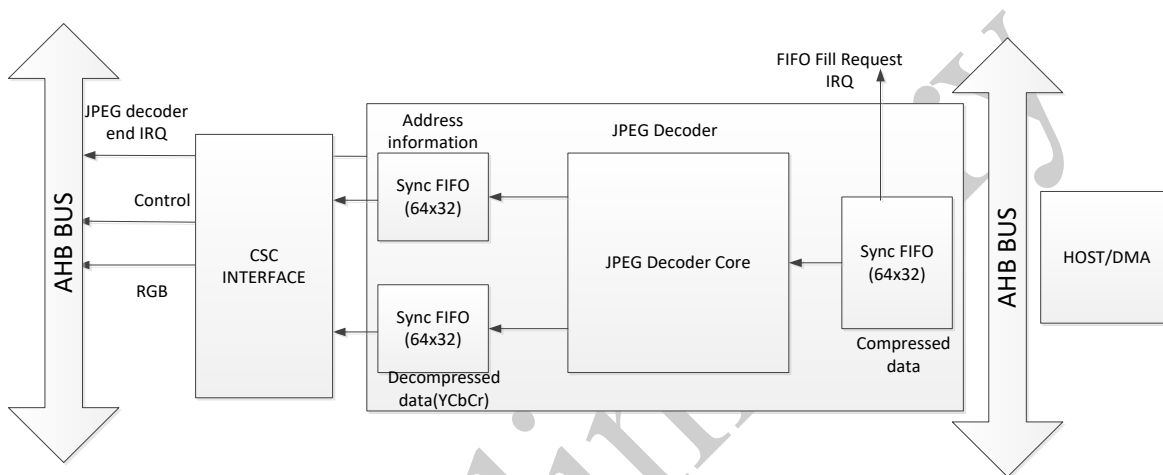 FIFO Fill Request
IRQ
JPEG decoder
end IRQ
Address
information
JPEG Decoder
Sync FIFO
(64x32)
Control
AHB BUS
CSC
INTERFACE
JPEG Decoder Core
Sync FIFO
(64x32)
AHB BUS
HOST/DMA
RGB
Sync FIFO
(64x32)
Compressed
data
Decompressed
data(YCbCr)